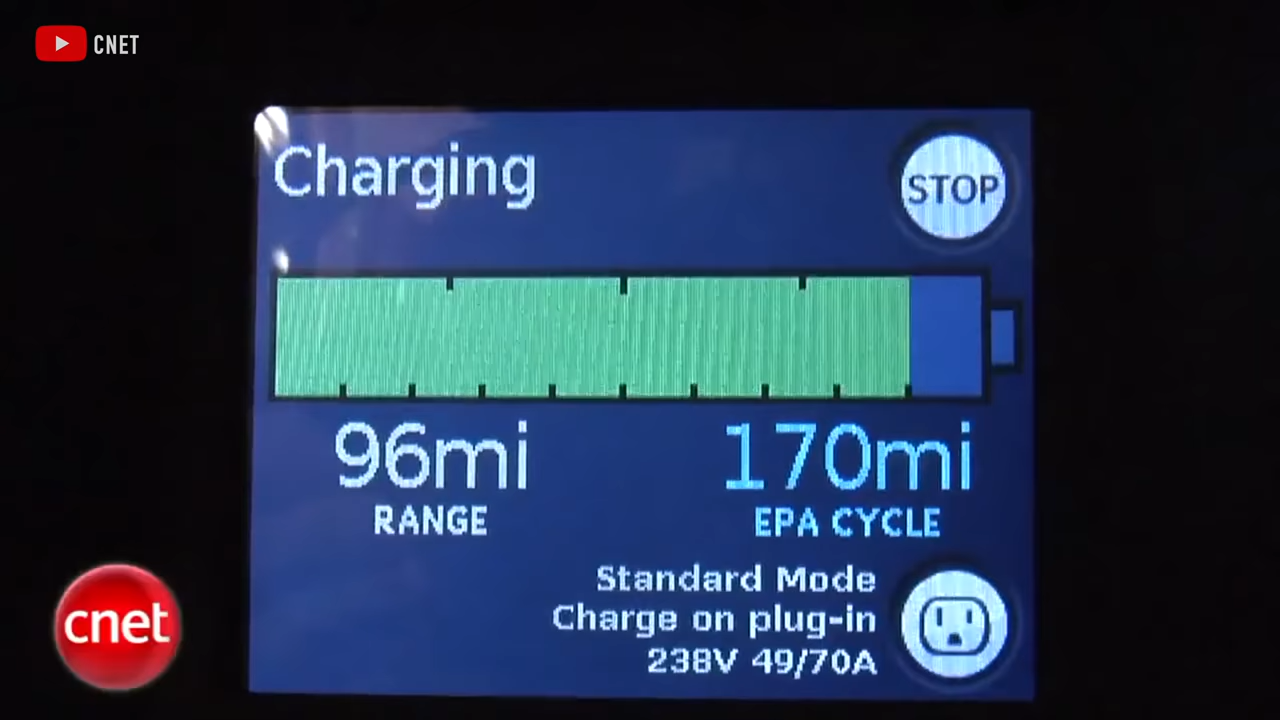 CNET
Charging
STOP
96mi
170mi
RANGE
EPA CYCLE
Standard Mode
Charge on plug-in
238V 49/70A
cnet